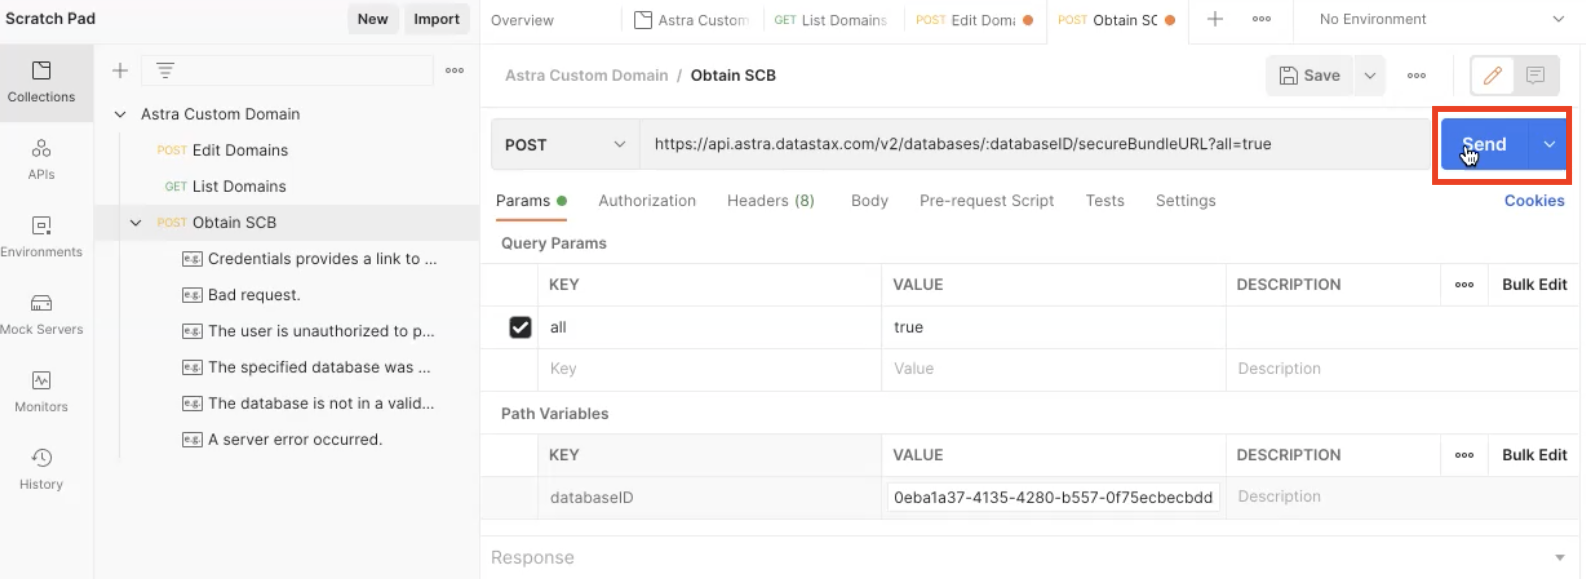 Scratch Pad
New
Import
Overview
Astra Custom
GET List Domains
POST Edit Doma
POST Obtain SC
No Environment
Collections
APIs
Environments
Mock Servers
Monitors
History
Astra Custom Domain
POST Edit Domains
GET List Domains
POST Obtain SCB
e.g. Credentials provides a link to ...
e.g. Bad request.
e.g. The user is unauthorized to p...
e.g. The specified database was ...
e.g. The database is not in a valid...
e.g. A server error occurred.
Astra Custom Domain / Obtain SCB
Save
POST
https://api.astra.datastax.com/v2/databases/:databaseID/secureBundleURL?all=true
Send
Params
Authorization
Headers (8)
Body
Pre-request Script
Tests
Settings
Cookies
Query Params
KEY VALUE DESCRIPTION Bulk Edit
all true
Key Value Description
Path Variables
KEY VALUE DESCRIPTION Bulk Edit
databaseID 0eba1a37-4135-4280-b557-0f75ecbecbdd Description
Response